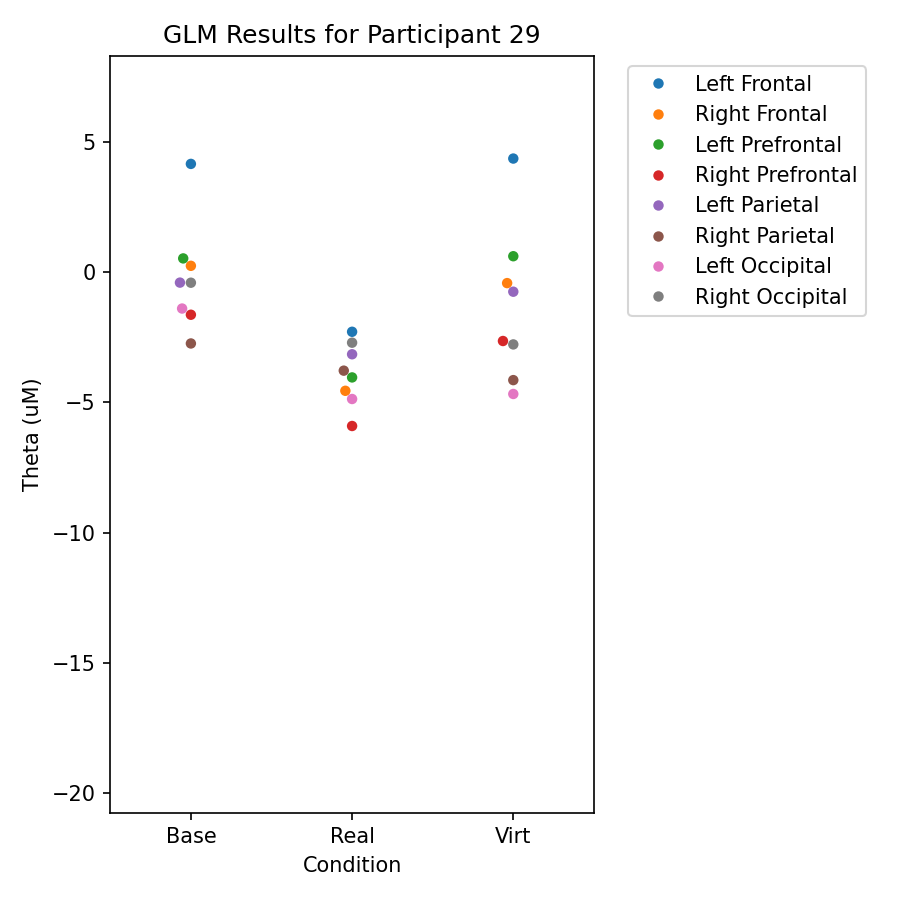 GLM Results for Participant 29
Theta (uM)
5
0
−5
−10
−15
−20
Base
Real
Virt
Condition
Left Frontal
Right Frontal
Left Prefrontal
Right Prefrontal
Left Parietal
Right Parietal
Left Occipital
Right Occipital